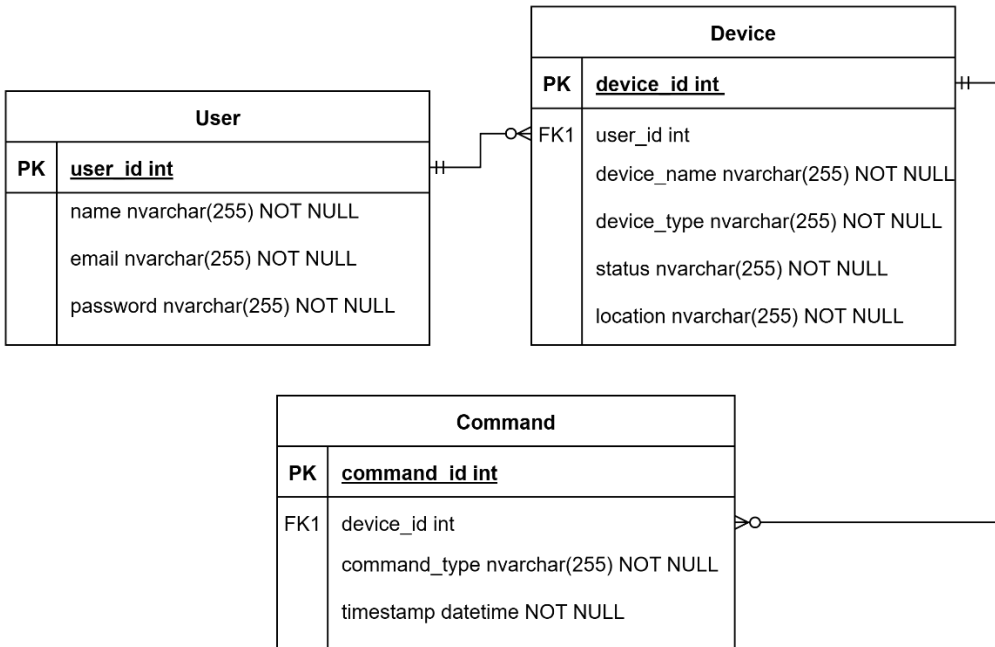 User
PK user_id int
name nvarchar(255) NOT NULL
email nvarchar(255) NOT NULL
password nvarchar(255) NOT NULL
Device
PK device_id int
FK1 user_id int
device_name nvarchar(255) NOT NULL
device_type nvarchar(255) NOT NULL
status nvarchar(255) NOT NULL
location nvarchar(255) NOT NULL
Command
PK command_id int
FK1 device_id int
command_type nvarchar(255) NOT NULL
timestamp datetime NOT NULL